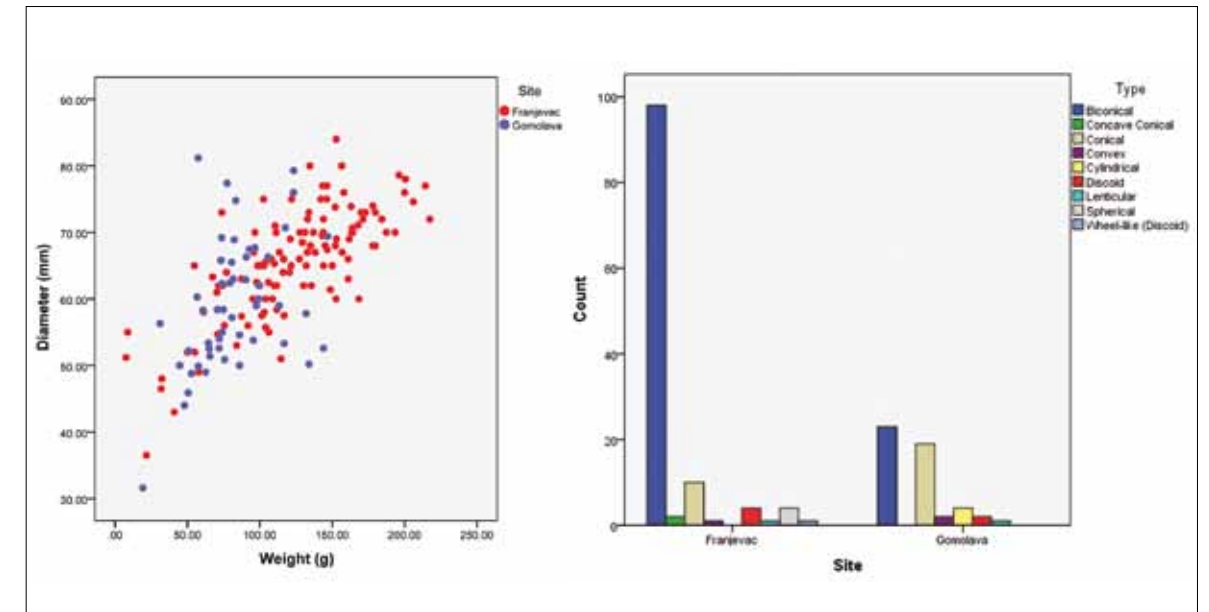 Site
Franjevac
Gomolava
90.00
80.00
70.00
60.00
50.00
40.00
30.00
Diameter (mm)
.00 50.00 100.00 150.00 200.00 250.00
Weight (g)
Type
Biconical
Concave Conical
Conical
Convex
Cylindrical
Discoid
Lenticular
Spherical
Wheel-like (Discoid)
100
80
60
40
20
0
Count
Franjevac Gomolava
Site